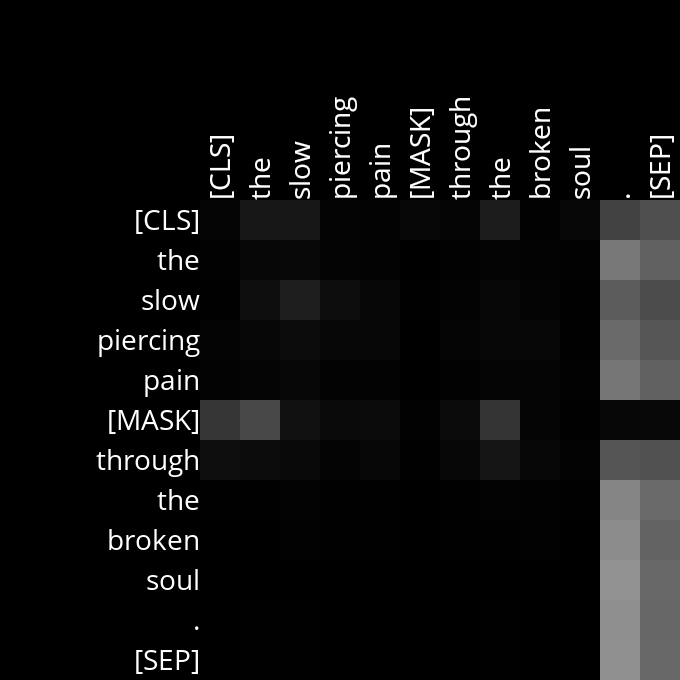 [CLS] the slow piercing pain [MASK] through the broken soul . [SEP]
[CLS]
the
slow
piercing
pain
[MASK]
through
the
broken
soul
.
[SEP]